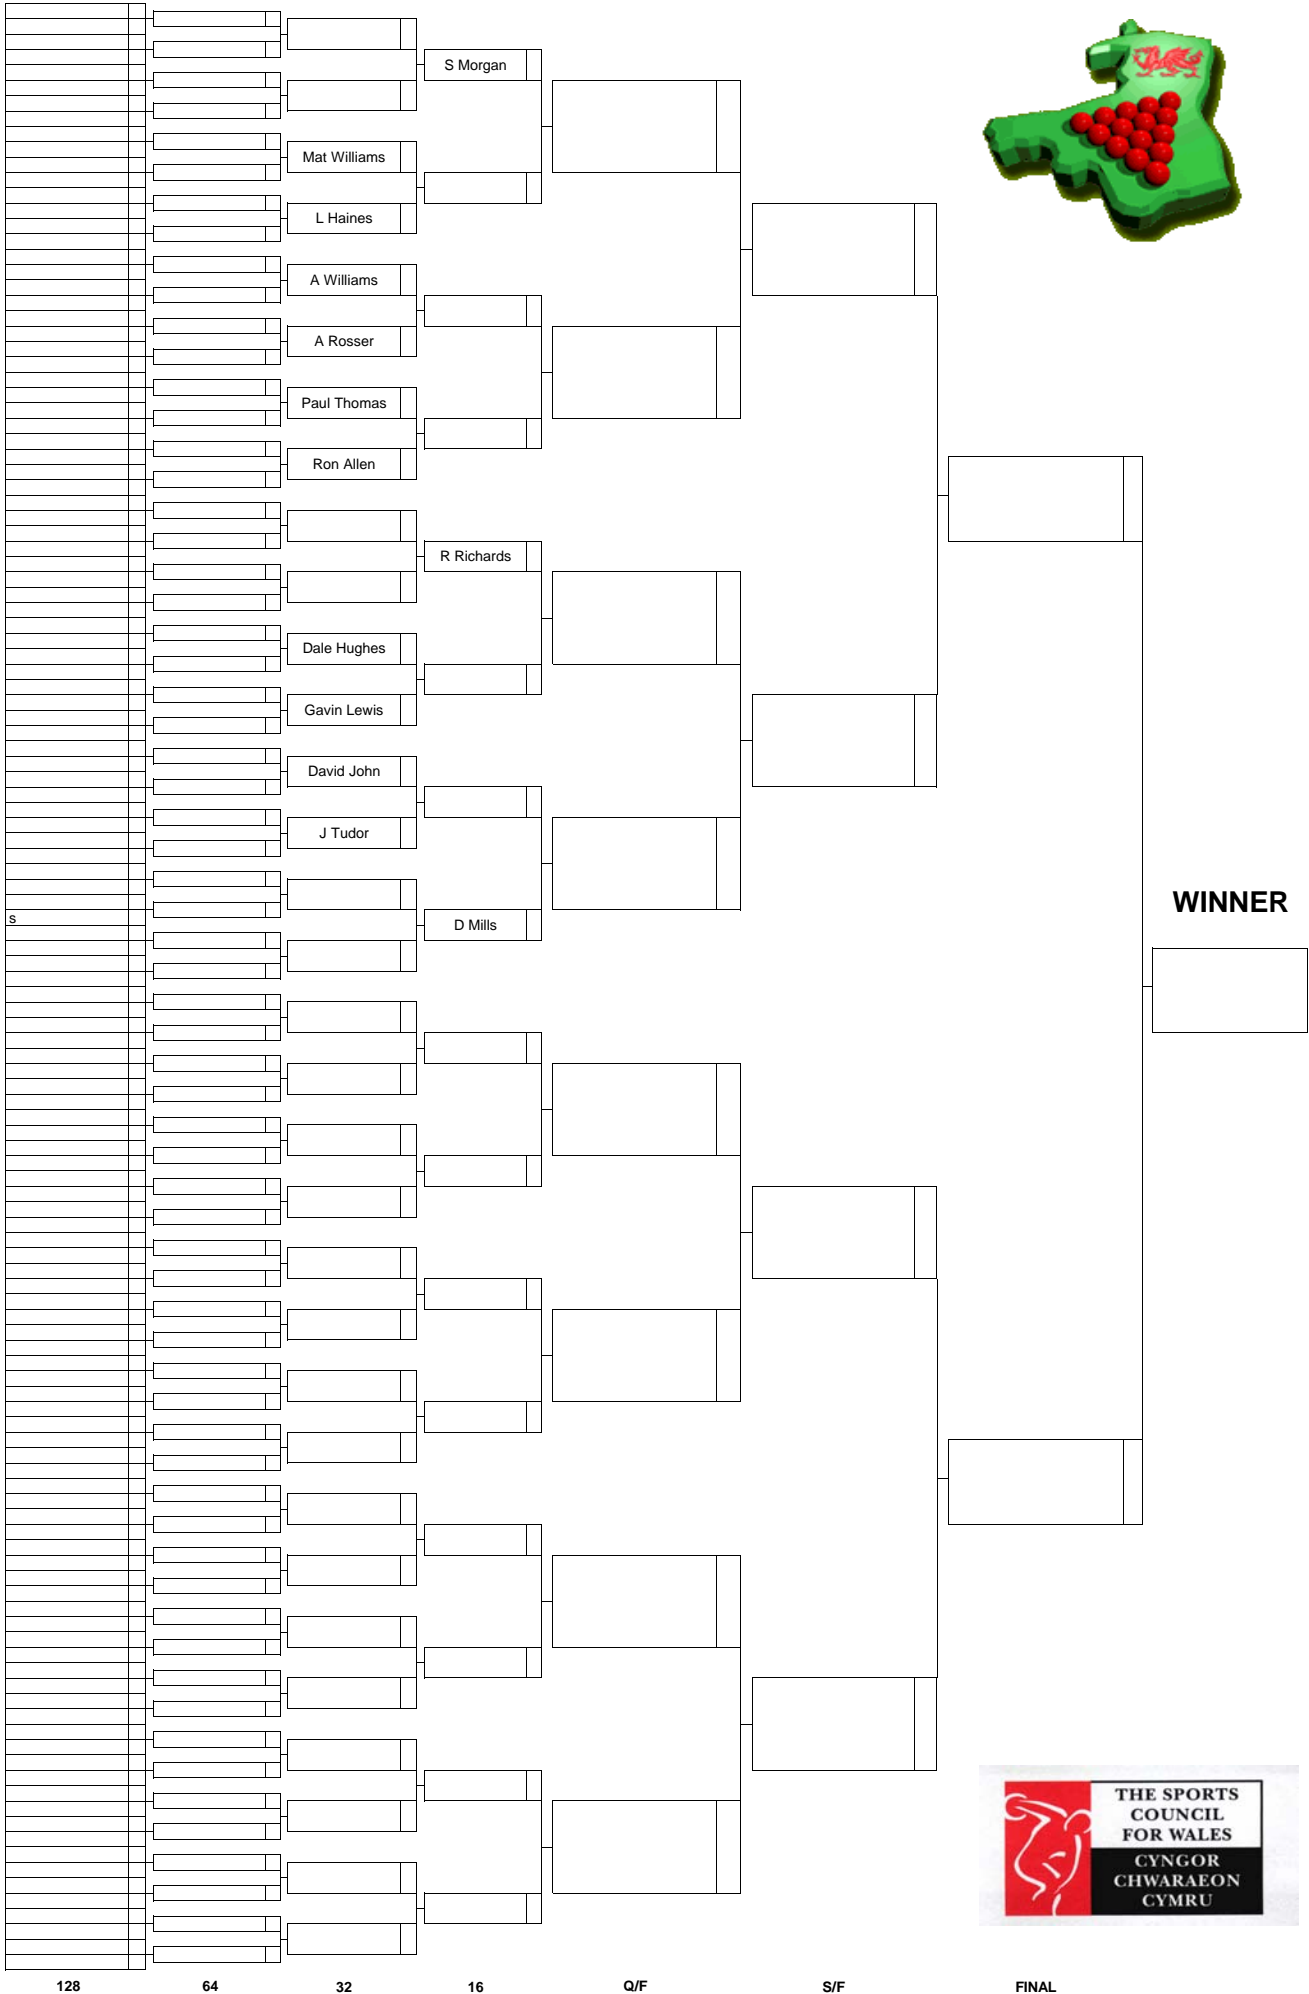 S Morgan
Mat Williams
L Haines
A Williams
A Rosser
Paul Thomas
Ron Allen
R Richards
Dale Hughes
Gavin Lewis
David John
J Tudor
WINNER
s
D Mills
THE SPORTS
COUNCIL
FOR WALES
CYNGOR
CHWARAEON
CYMRU
128 64 32 16 Q/F S/F FINAL